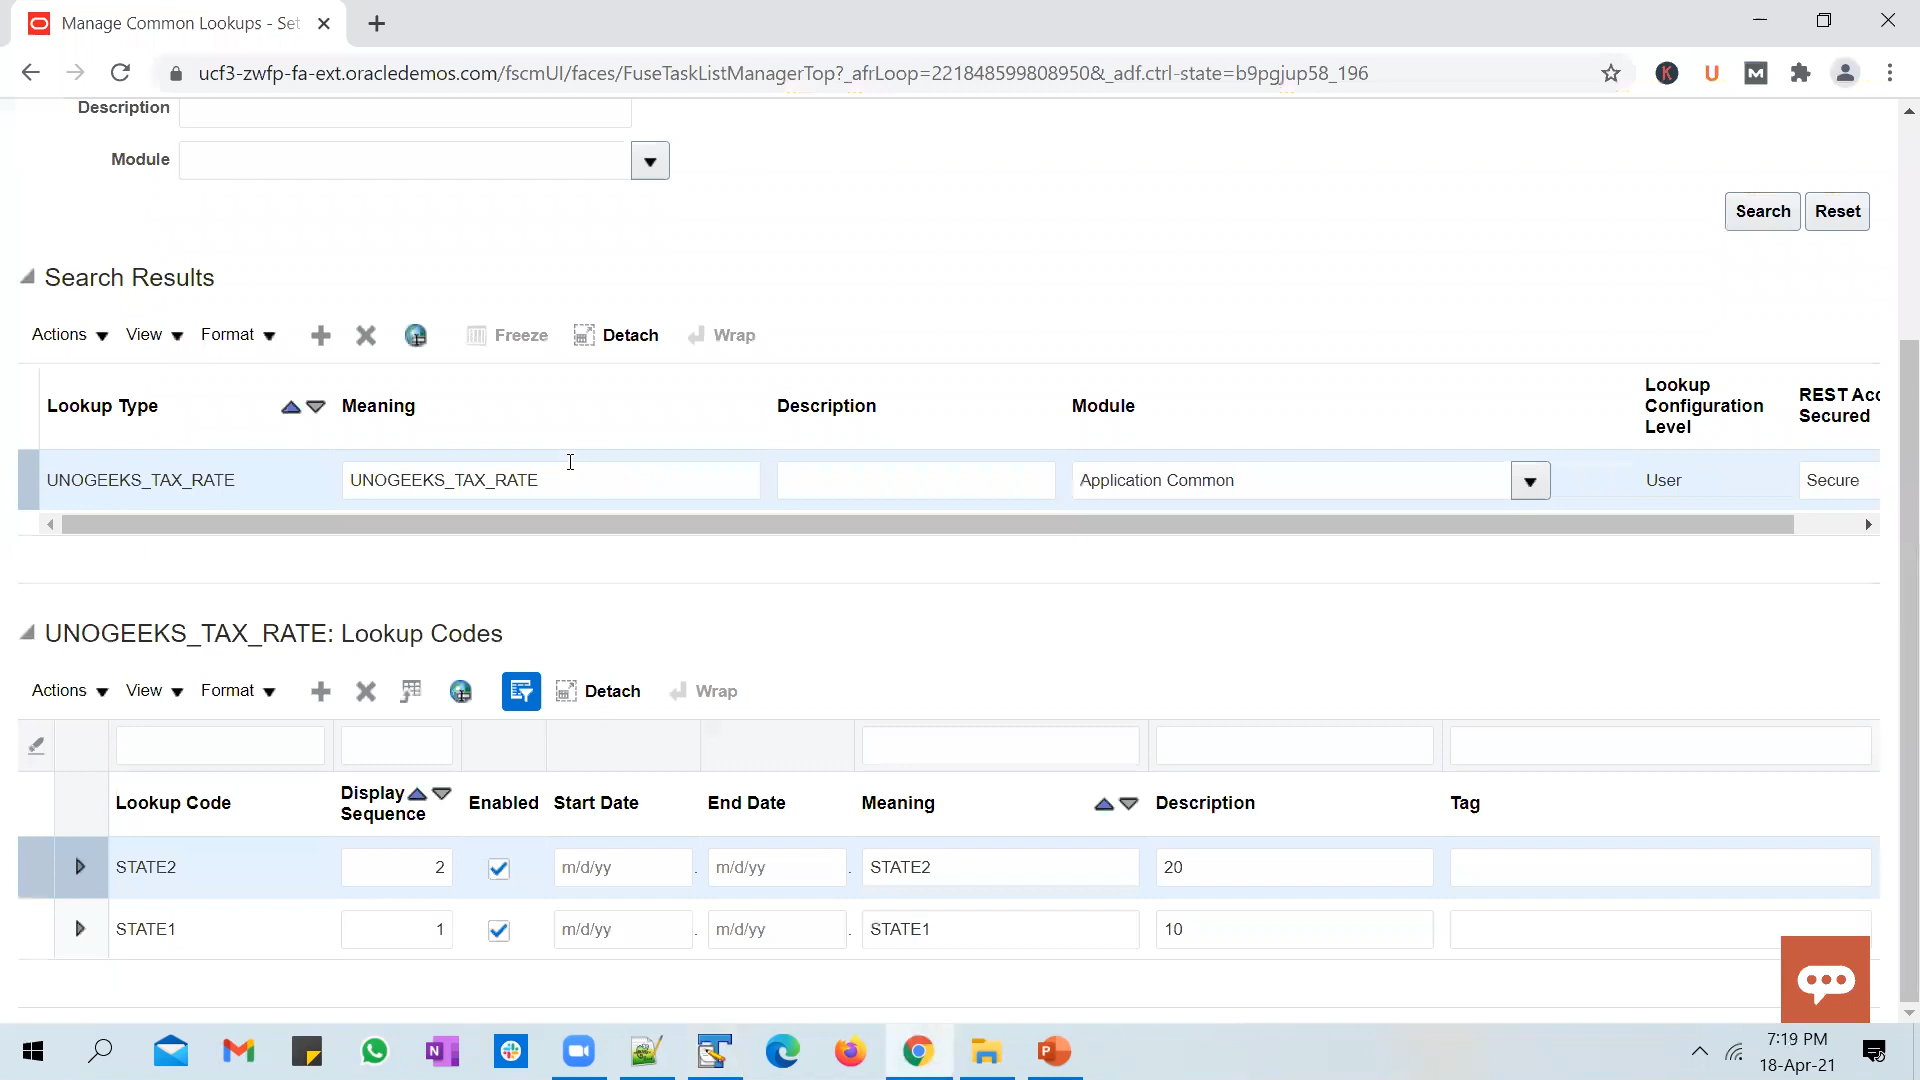 Manage Common Lookups - Set
ucf3-zwfp-fa-ext.oracledemos.com/fscmUI/faces/FuseTaskListManagerTop?_afrLoop=221848599808950&_adf.ctrl-state=b9pgjup58_196
Description
Module
Search Reset
Search Results
Actions View Format Freeze Detach Wrap
Lookup Type Meaning Description Module Lookup Configuration Level REST Acc Secured
UNOGEEKS_TAX_RATE UNOGEEKS_TAX_RATE Application Common User Secure
UNOGEEKS_TAX_RATE: Lookup Codes
Actions View Format Detach Wrap
Lookup Code Display Sequence Enabled Start Date End Date Meaning Description Tag
STATE2 2 m/d/yy m/d/yy STATE2 20
STATE1 1 m/d/yy m/d/yy STATE1 10
7:19 PM
18-Apr-21